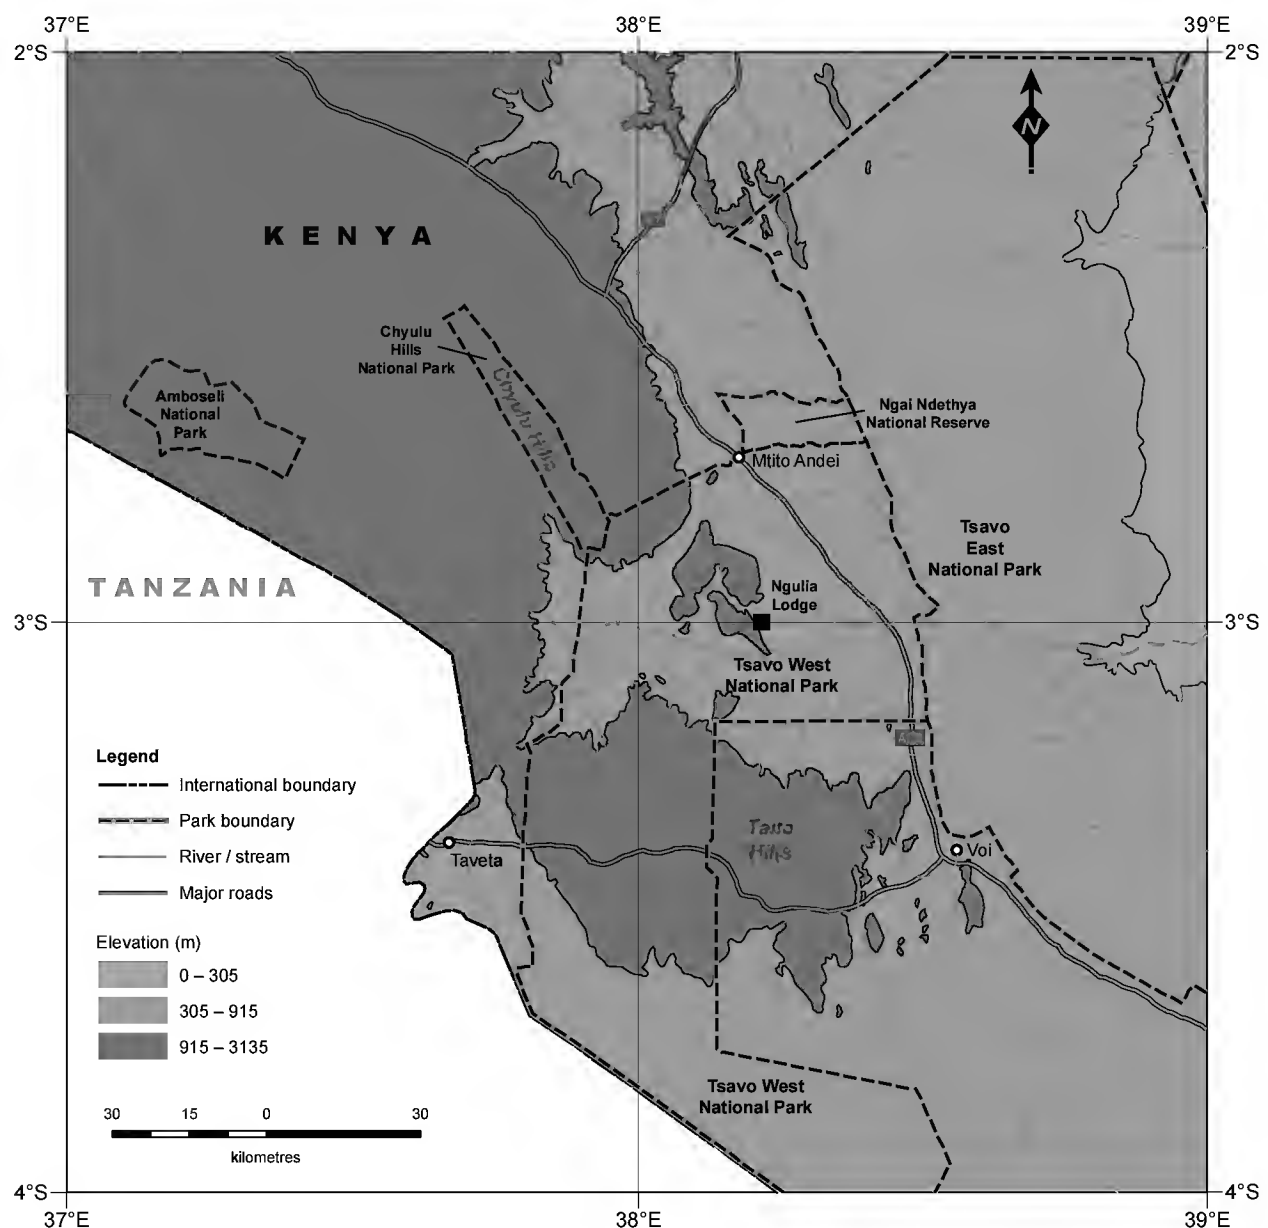 37°E
38°E
39°E
2°S
2°S
N
KENYA
Chyulu
Hills
National Park
Chyulu Hills
Amboseli
National
Park
Ngai Ndethya
National Reserve
Mtito Andei
Tsavo
East
National Park
TANZANIA
Ngulia
Lodge
3°S
3°S
Tsavo West
National Park
Legend
International boundary
Park boundary
River / stream
Major roads
Taita
Hills
Taveta
Voi
Elevation (m)
0 – 305
305 – 915
915 – 3135
30 15 0 30
kilometres
Tsavo West
National Park
4°S
4°S
37°E
38°E
39°E